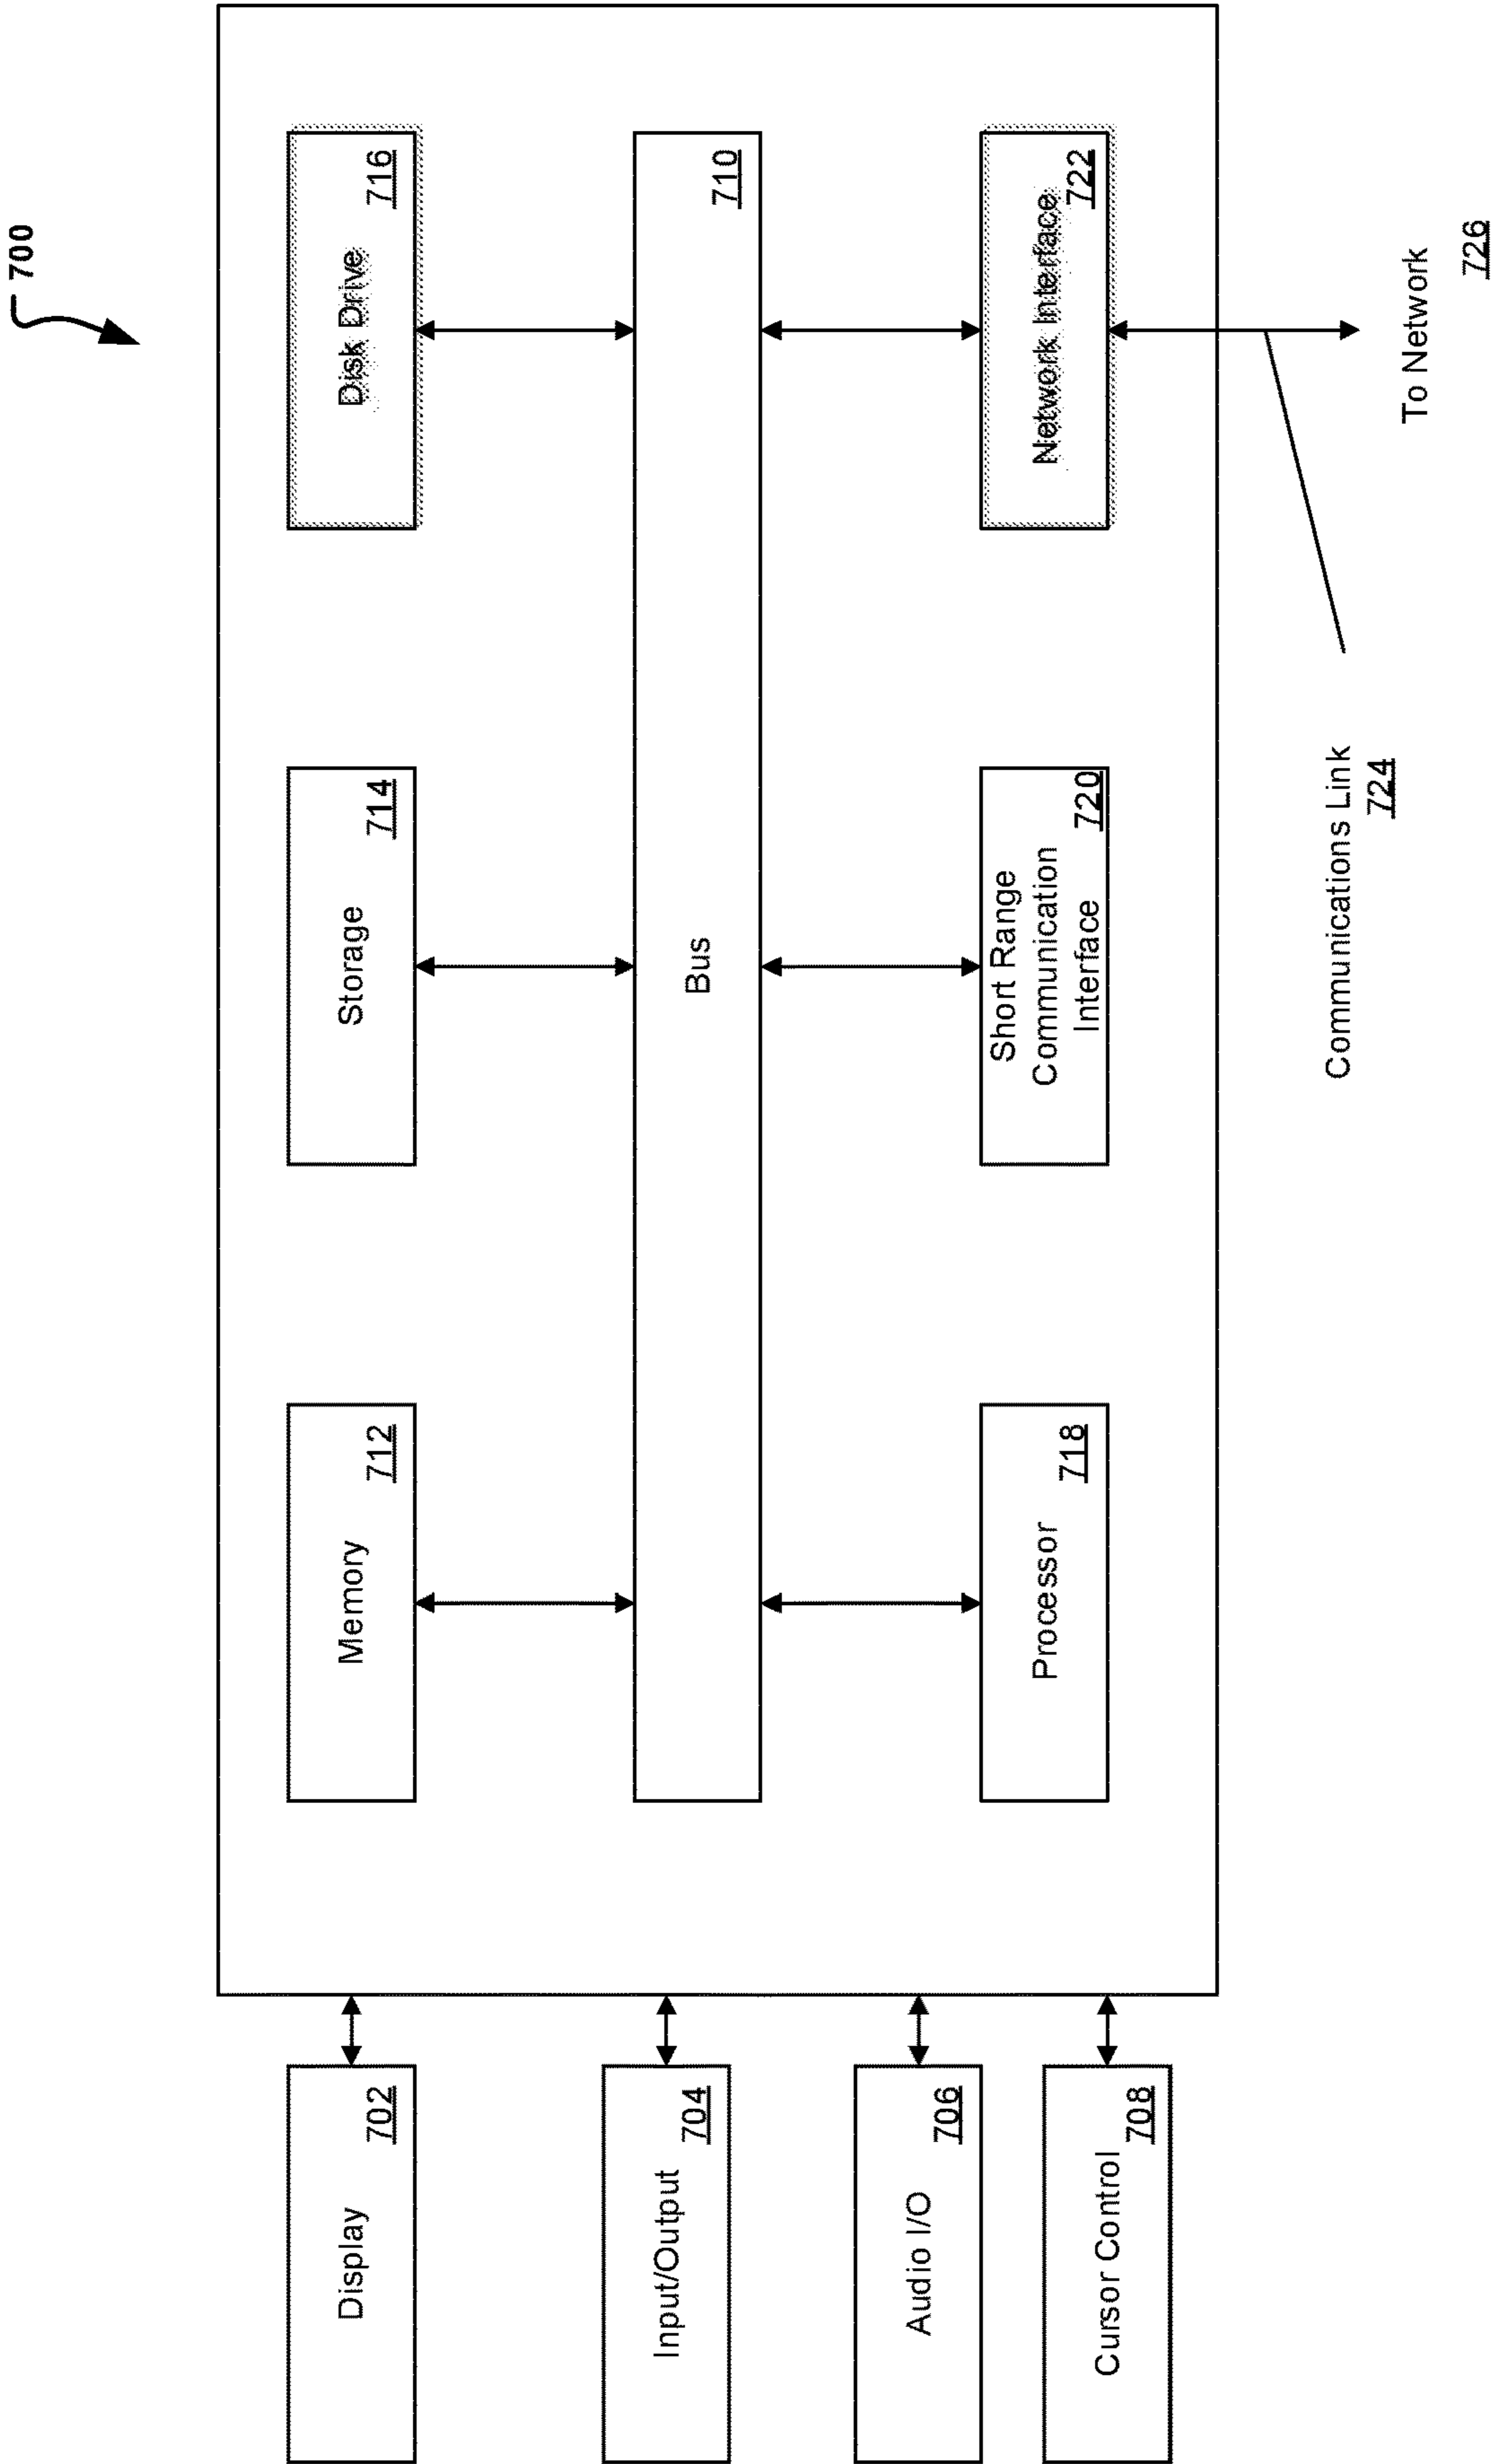 700
Display
702
Input/Output
704
Audio I/O
706
Cursor Control
708
Memory
712
Storage
714
Disk Drive
716
Bus
710
Processor
718
Short Range
Communication
Interface
720
Network Interface
722
Communications Link
724
To Network
726